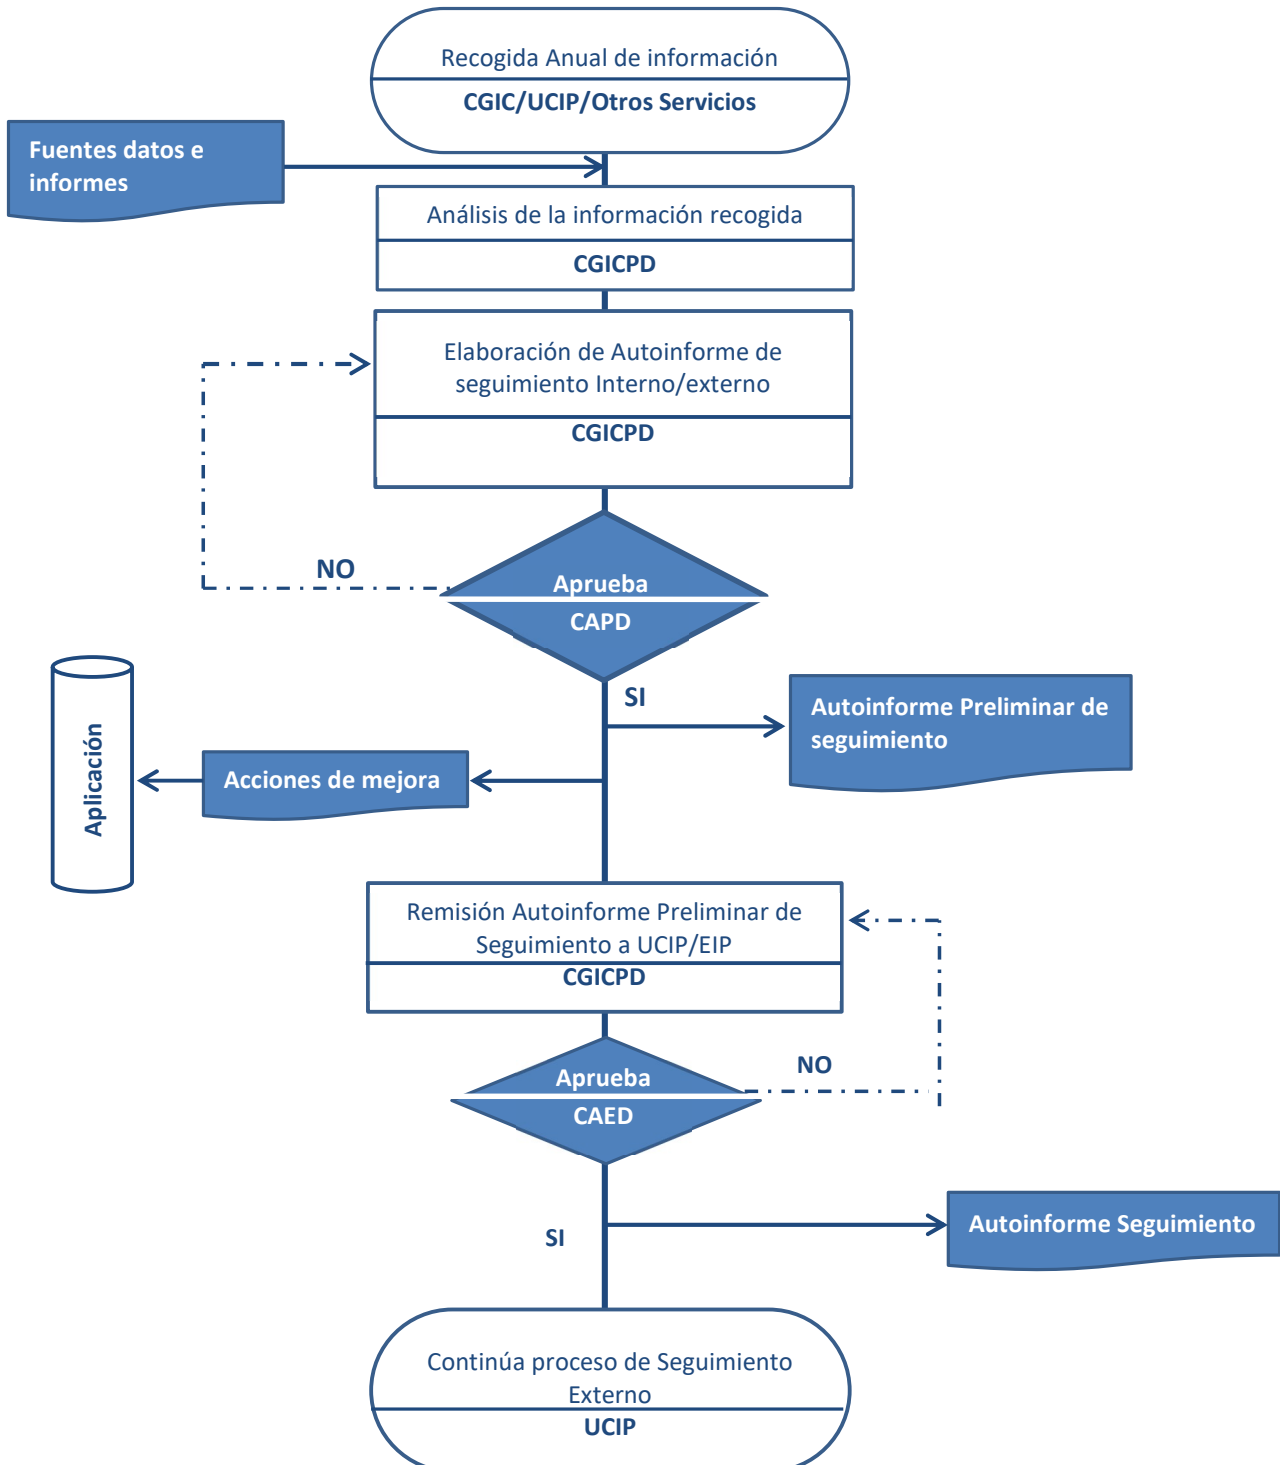 Recogida Anual de información
CGIC/UCIP/Otros Servicios
Fuentes datos e
informes
Análisis de la información recogida
CGICPD
Elaboración de Autoinforme de
seguimiento Interno/externo
CGICPD
NO
Aprueba
CAPD
SI
Autoinforme Preliminar de
seguimiento
Acciones de mejora
Aplicación
Remisión Autoinforme Preliminar de
Seguimiento a UCIP/EIP
CGICPD
NO
Aprueba
CAED
SI
Autoinforme Seguimiento
Continúa proceso de Seguimiento
Externo
UCIP